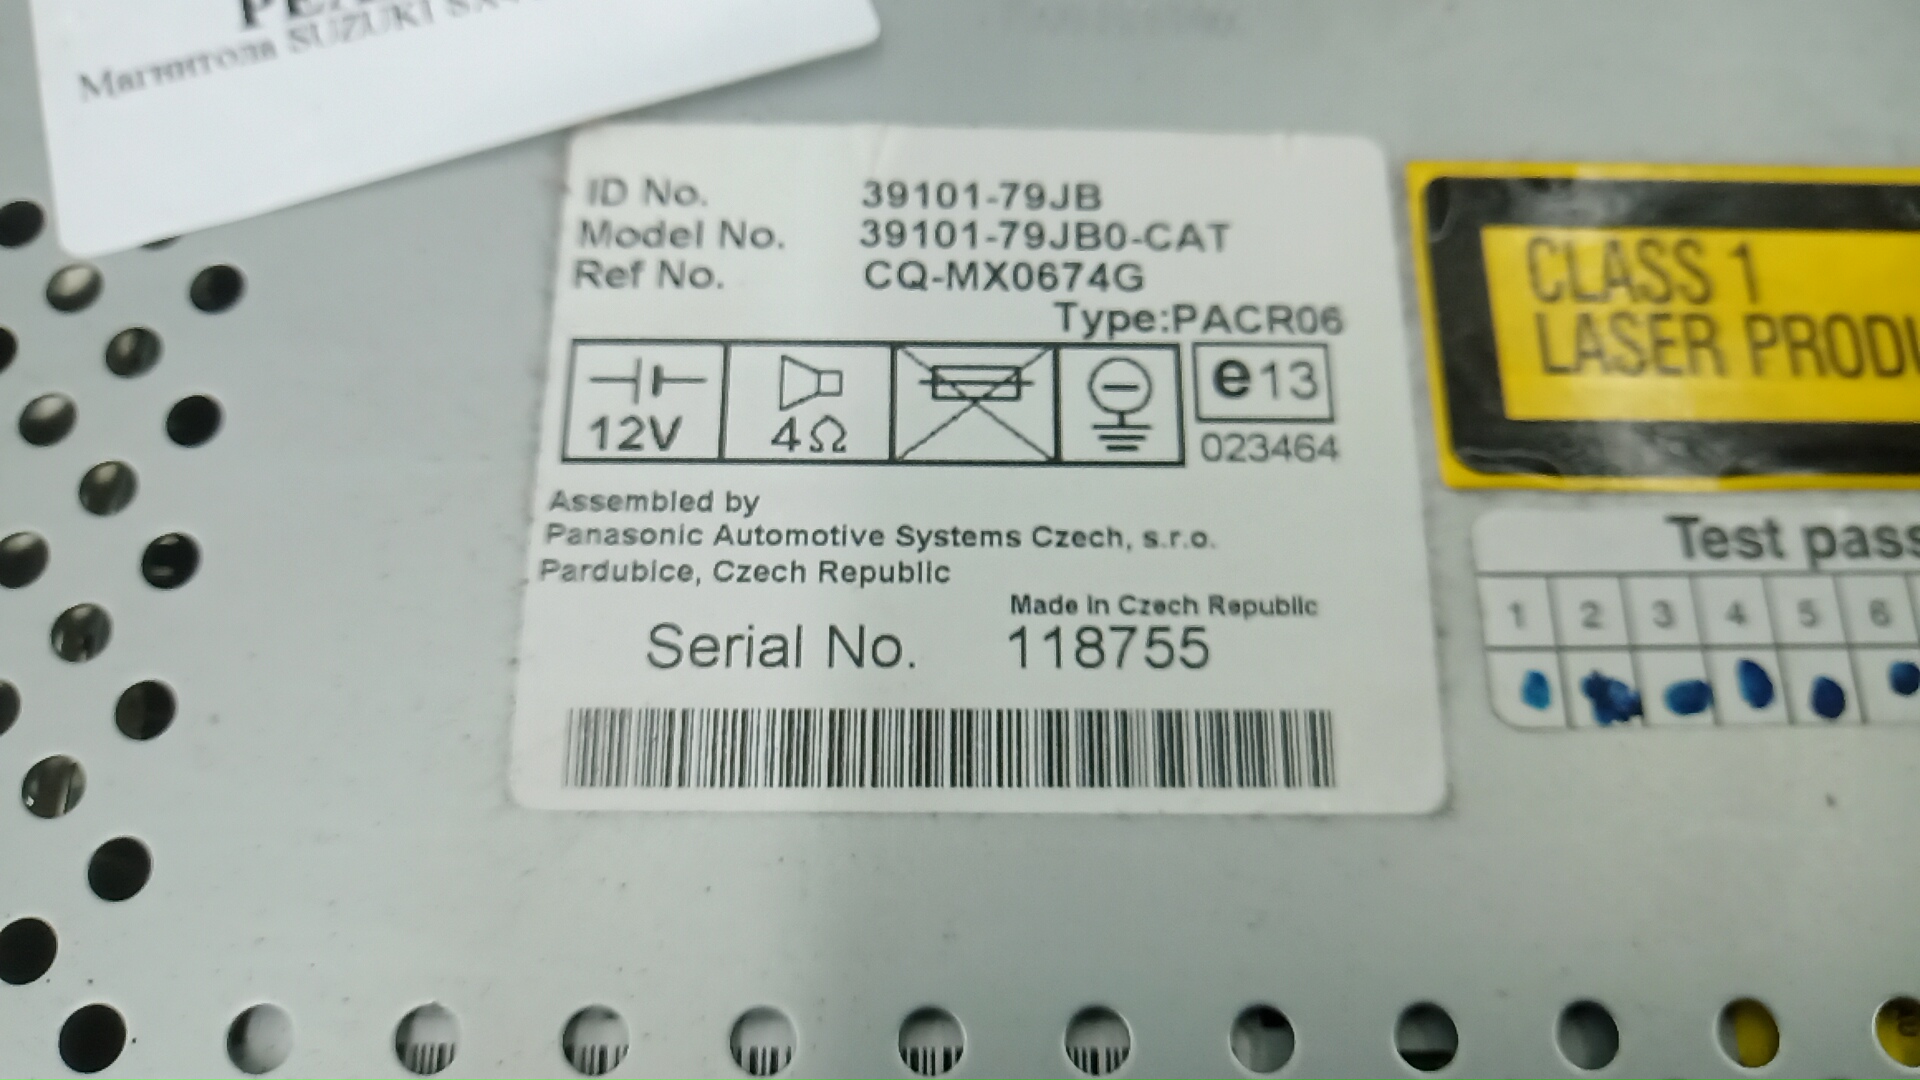 Магнитола SUZUKI
ID No. 39101-79JB
Model No. 39101-79JB0-CAT
Ref No. CQ-MX0674G
Type:PACR06
12V 4Ω e13
023464
Assembled by
Panasonic Automotive Systems Czech, s.r.o.
Pardubice, Czech Republic
Made in Czech Republic
Serial No. 118755
CLASS 1
LASER PRODU
Test pass
1 2 3 4 5 6